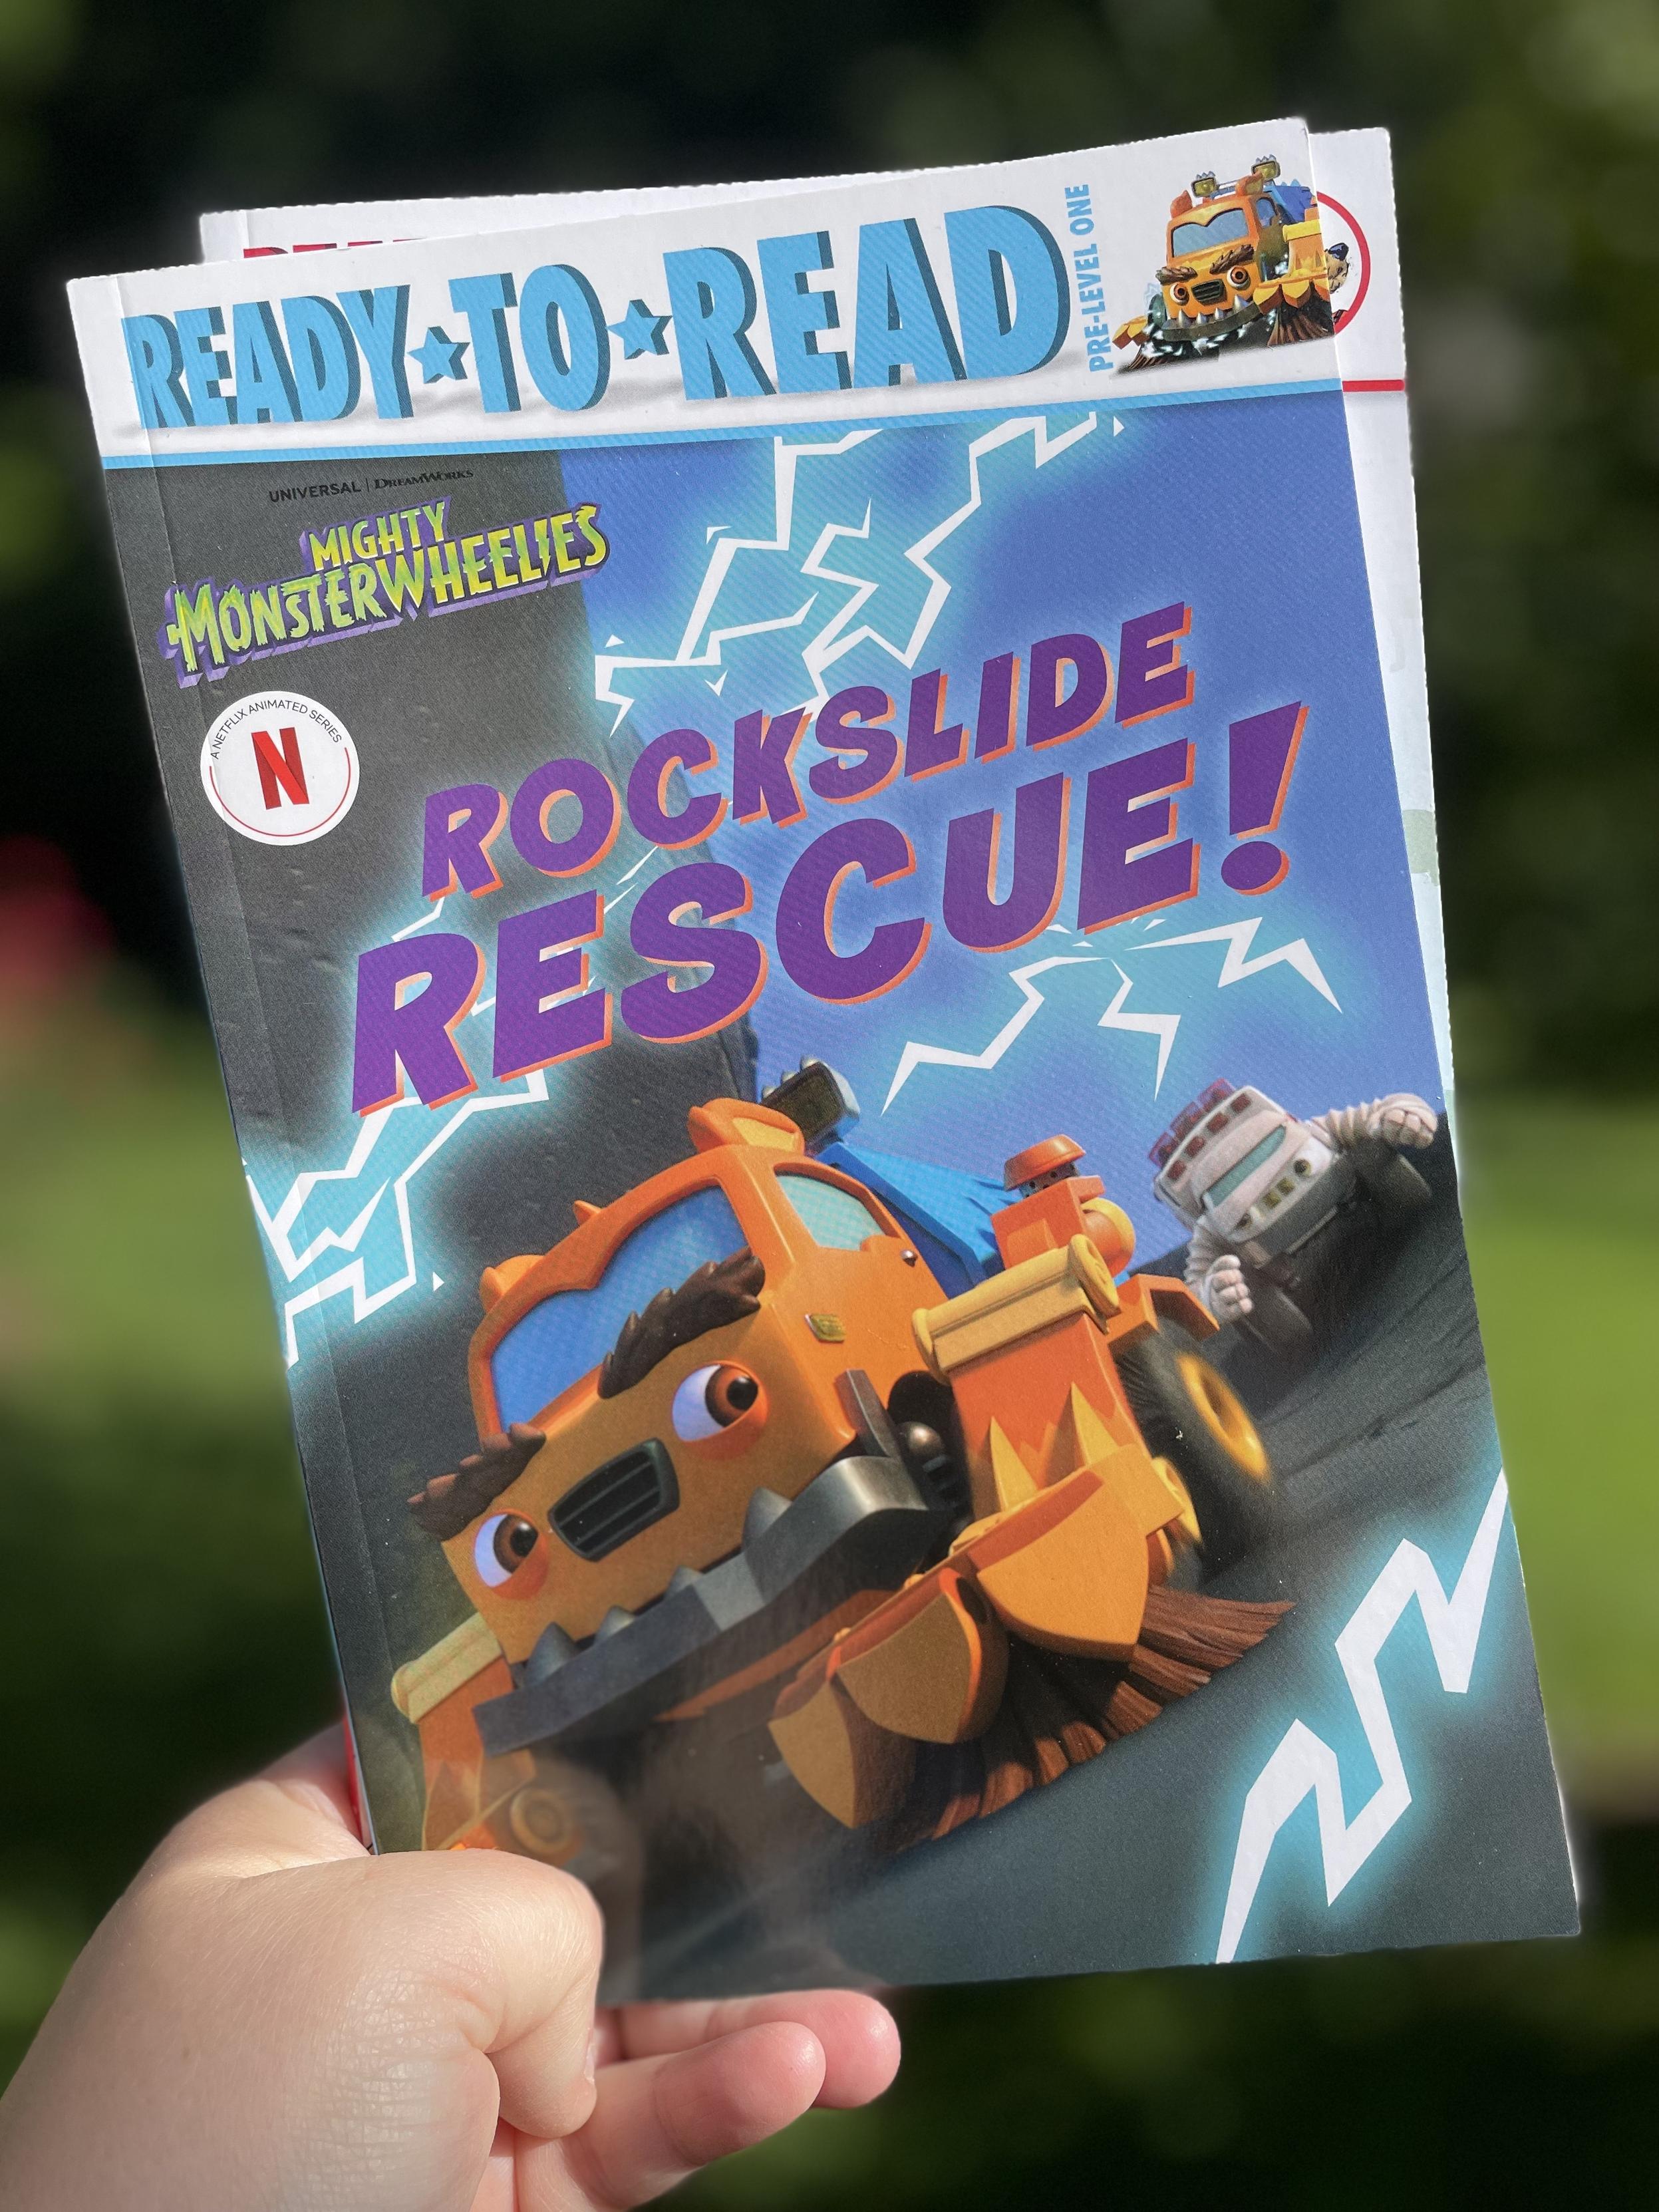 READY★TO★READ
PRE-LEVEL ONE
UNIVERSAL | DREAMWORKS
MIGHTY
MONSTERWHEELIES
A NETFLIX ANIMATED SERIES
N
ROCKSLIDE
RESCUE!